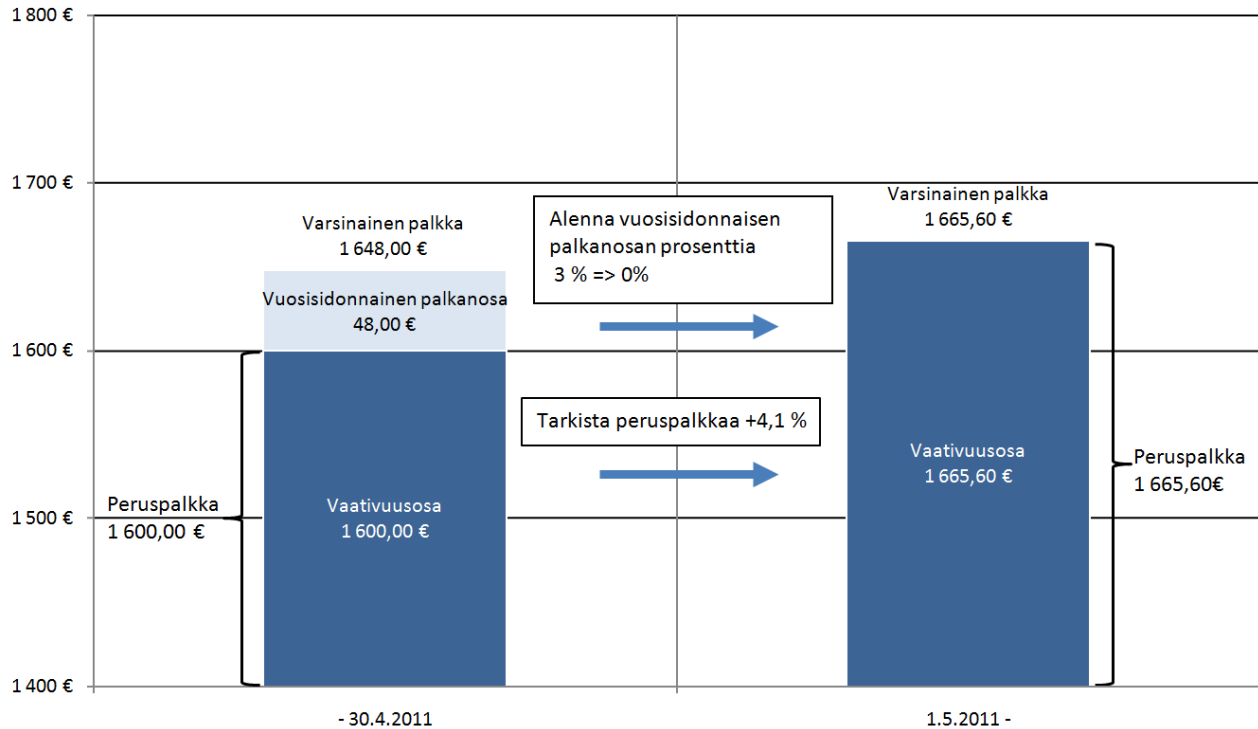 1 800 €
1 700 €
1 600 €
1 500 €
1 400 €
Varsinainen palkka
1 648,00 €
Vuosisidonnainen palkanosa
48,00 €
Peruspalkka
1 600,00 €
Vaativuusosa
1 600,00 €
Alenna vuosisidonnaisen
palkanosan prosenttia
3 % => 0%
Tarkista peruspalkkaa +4,1 %
Varsinainen palkka
1 665,60 €
Vaativuusosa
1 665,60 €
Peruspalkka
1 665,60€
- 30.4.2011
1.5.2011 -